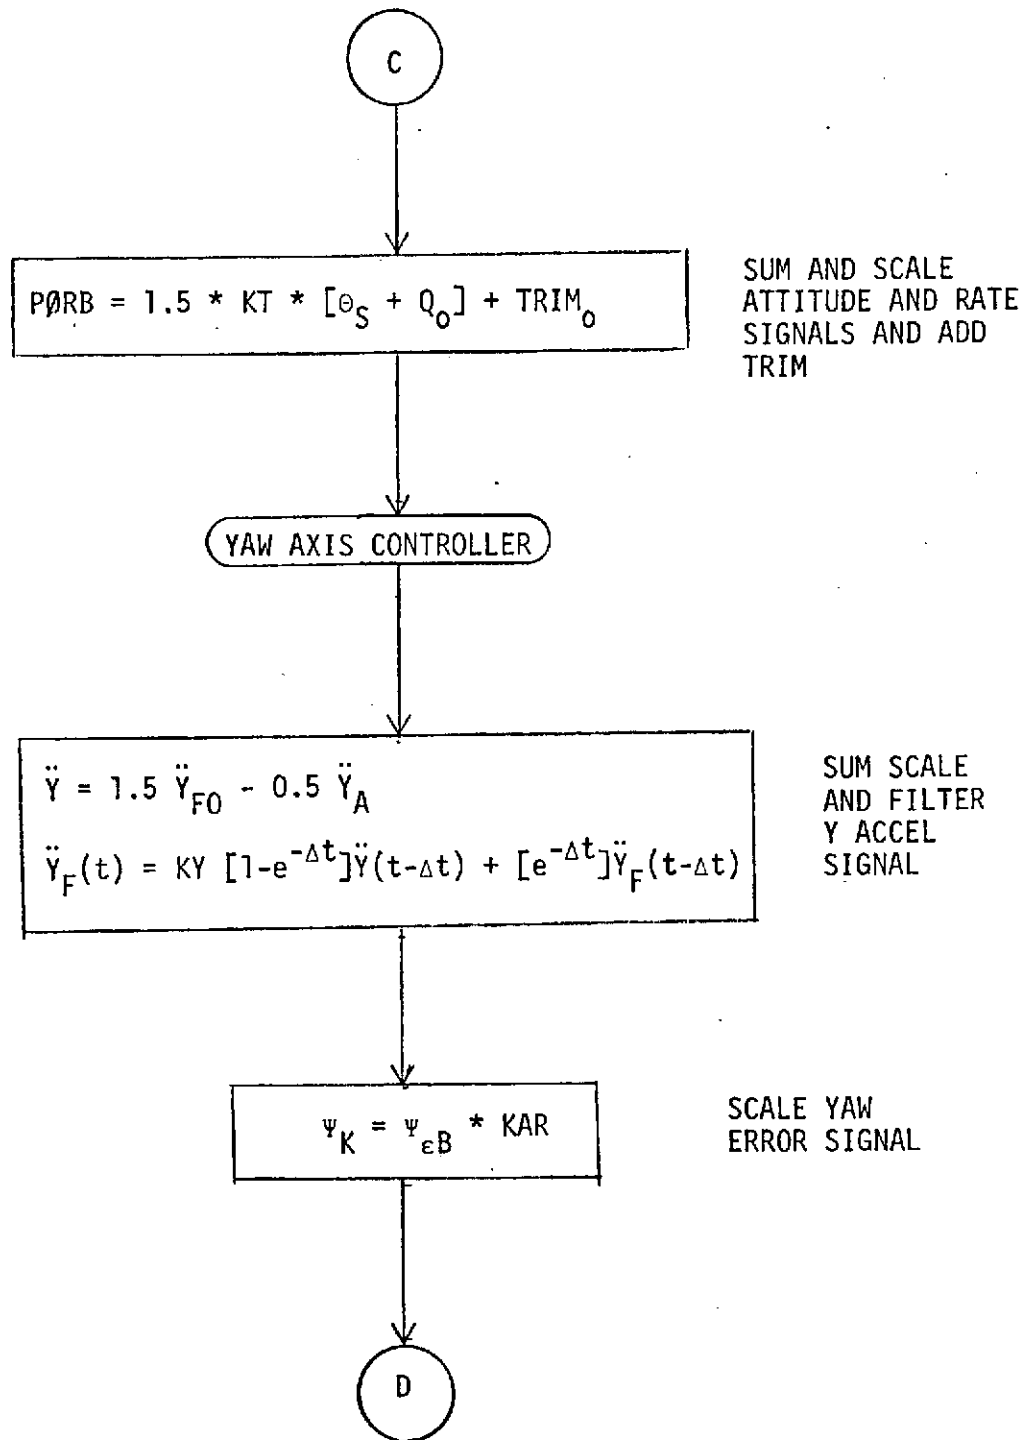 C
PØRB = 1.5 * KT * [Θ_S + Q_o] + TRIM_o
SUM AND SCALE
ATTITUDE AND RATE
SIGNALS AND ADD
TRIM
YAW AXIS CONTROLLER
Ÿ = 1.5 Ÿ_FO - 0.5 Ÿ_A
Ÿ_F(t) = KY [1-e^-Δt]Ÿ(t-Δt) + [e^-Δt]Ÿ_F(t-Δt)
SUM SCALE
AND FILTER
Y ACCEL
SIGNAL
Ψ_K = Ψ_εB * KAR
SCALE YAW
ERROR SIGNAL
D